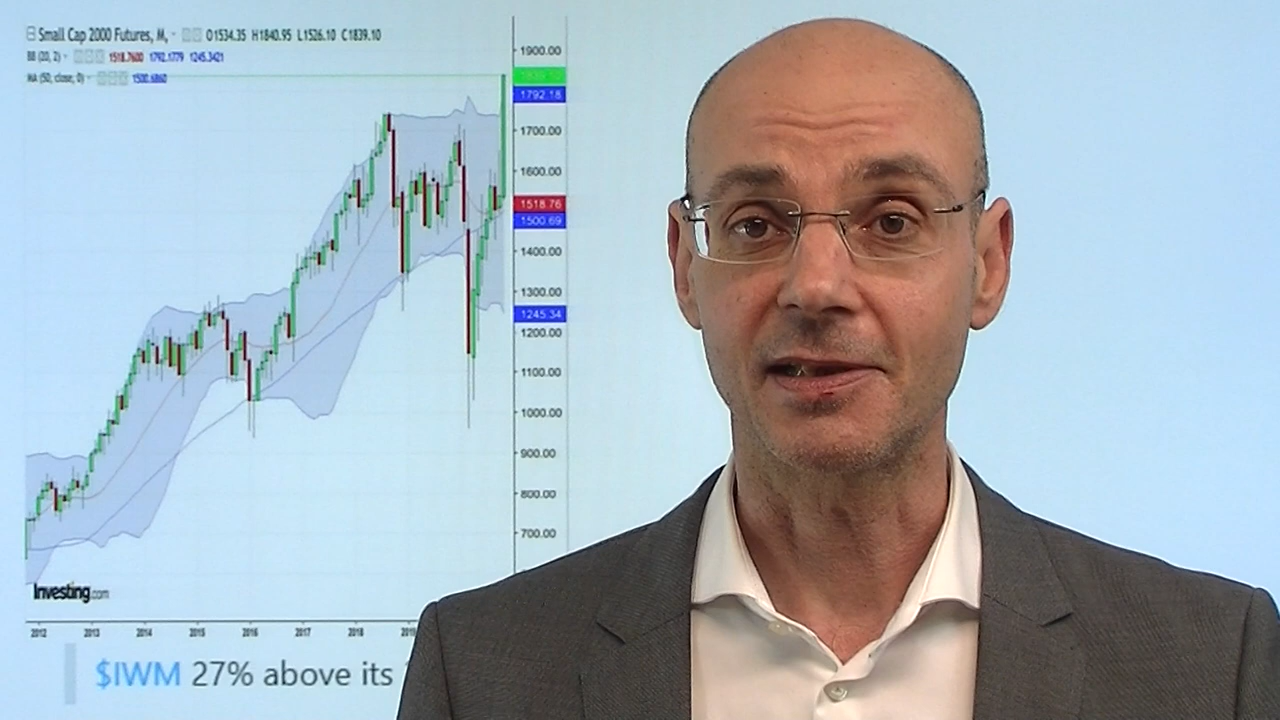 Small Cap 2000 Futures, M, O1534.35 H1840.95 L1526.10 C1839.10
BB (20, 2) 1518.7600 1792.1779 1245.3421
MA (50, close, 0) 1500.6860
1900.00
1792.18
1700.00
1600.00
1518.76
1500.69
1400.00
1300.00
1245.34
1200.00
1100.00
1000.00
900.00
800.00
700.00
Investing.com
2012 2013 2014 2015 2016 2017 2018
$IWM 27% above its